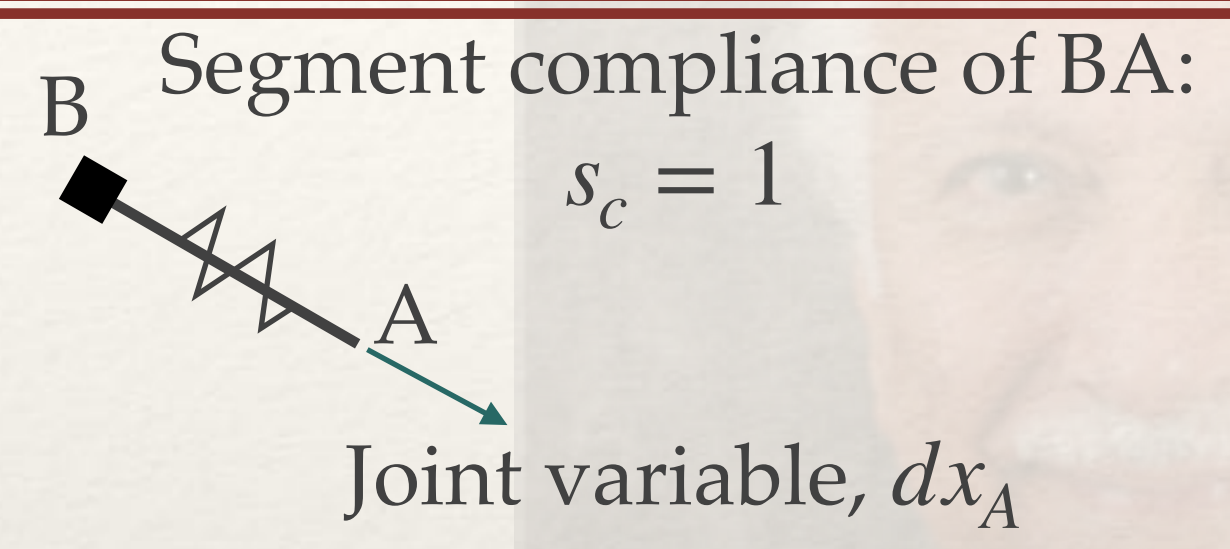 Segment compliance of BA:
B
s_c = 1
A
Joint variable, dx_A